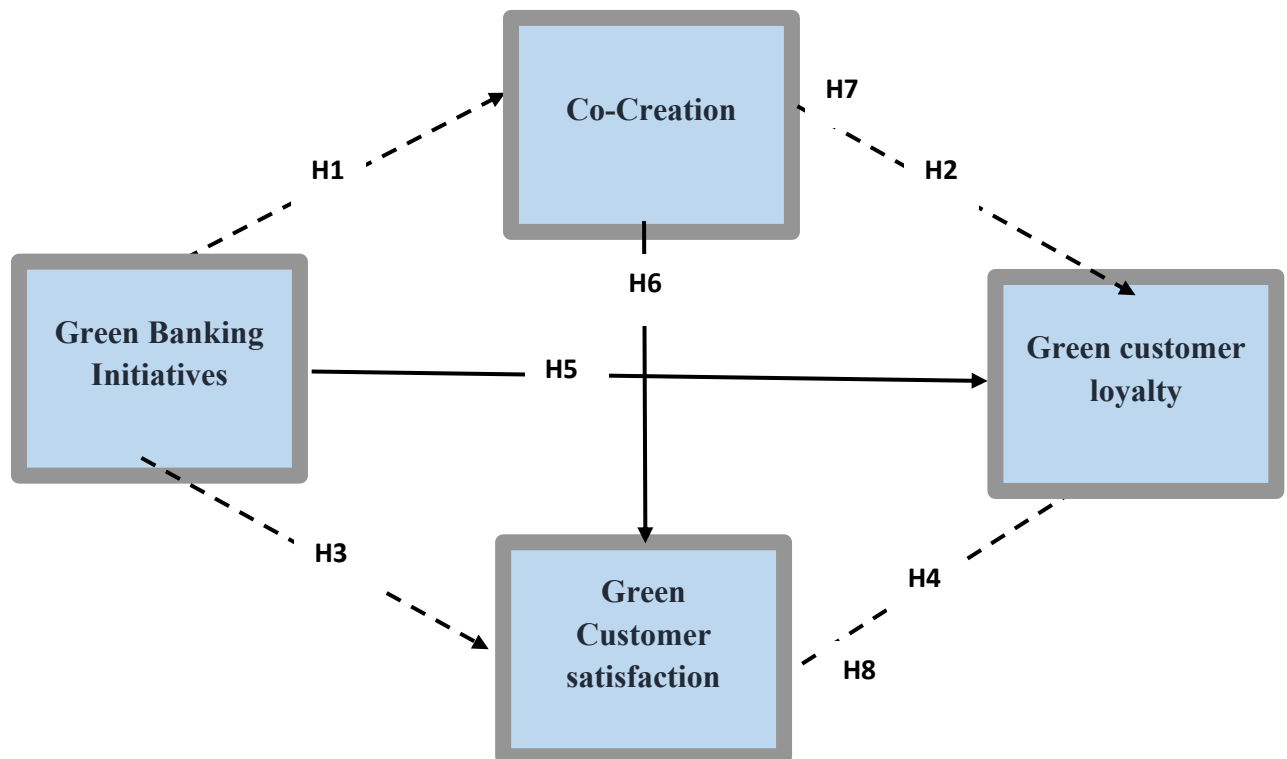 Co-Creation
H7
H1
H2
H6
Green Banking
Initiatives
Green customer
loyalty
H5
H3
Green
Customer
satisfaction
H4
H8